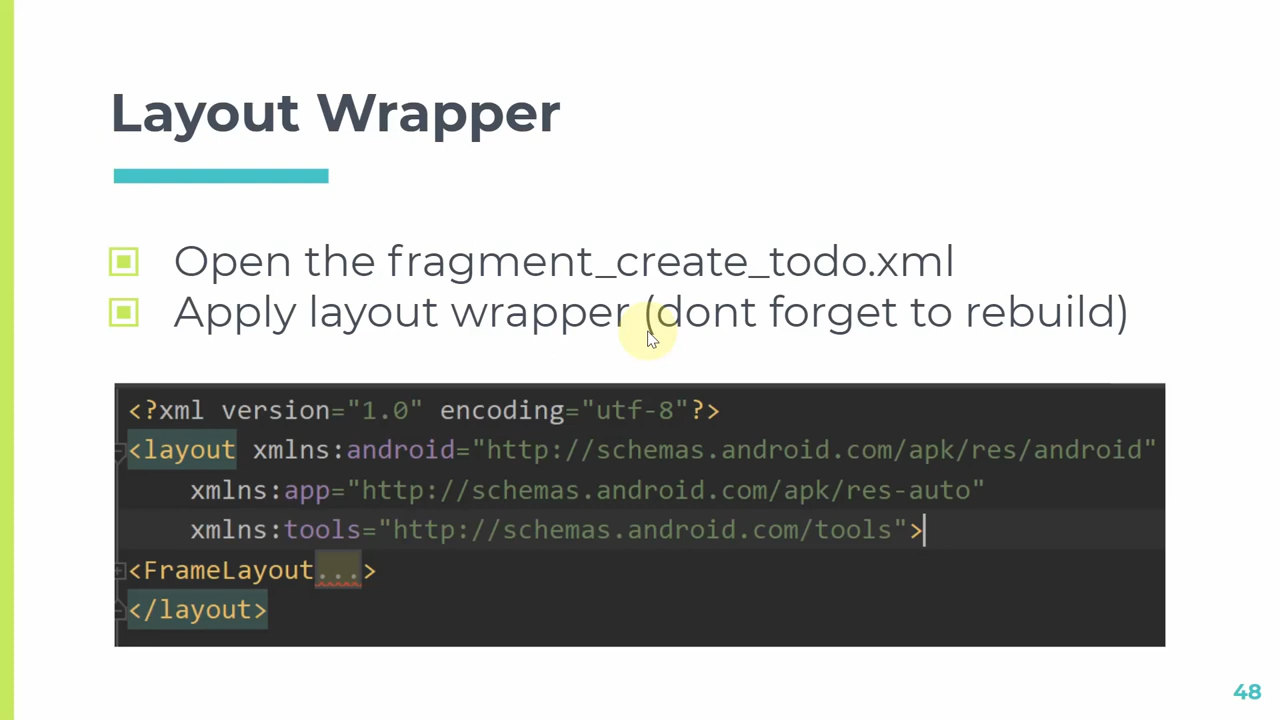 Layout Wrapper
Open the fragment_create_todo.xml
Apply layout wrapper (dont forget to rebuild)
<?xml version="1.0" encoding="utf-8"?>
<layout xmlns:android="http://schemas.android.com/apk/res/android"
xmlns:app="http://schemas.android.com/apk/res-auto"
xmlns:tools="http://schemas.android.com/tools">
<FrameLayout...>
</layout>
48